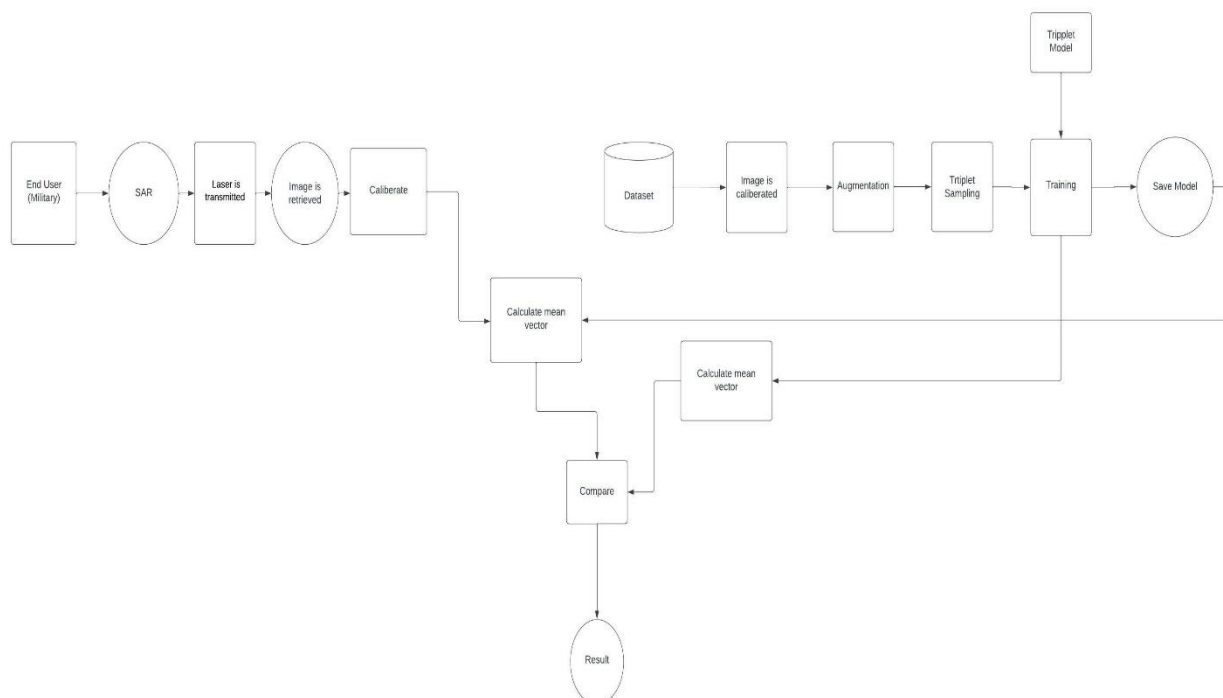 Tripplet
Model
End User
(Military)
SAR
Laser is
transmitted
Image is
retrieved
Caliberate
Dataset
Image is
caliberated
Augmentation
Trtiplet
Sampling
Training
Save Model
Calculate mean
vector
Calculate mean
vector
Compare
Result